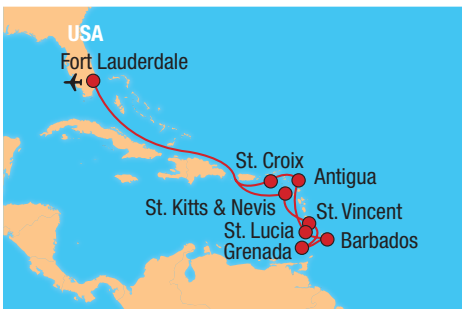 USA
Fort Lauderdale
St. Croix
Antigua
St. Kitts & Nevis
St. Vincent
St. Lucia
Barbados
Grenada